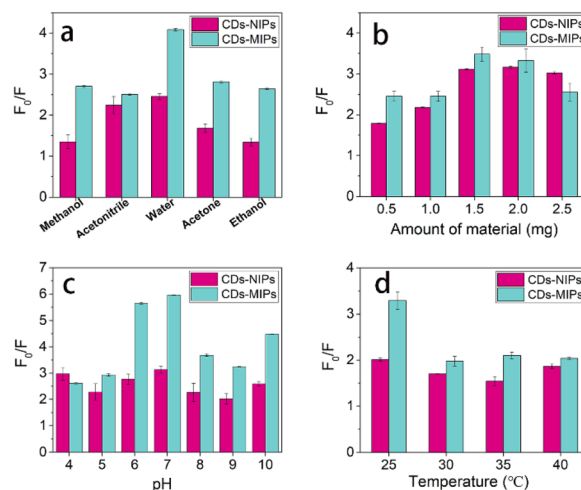 a
CDs-NIPs
CDs-MIPs
F₀/F
4
3
2
1
0
Methanol
Acetonitrile
Water
Acetone
Ethanol
b
CDs-NIPs
CDs-MIPs
F₀/F
4
3
2
1
0
0.5
1.0
1.5
2.0
2.5
Amount of material (mg)
c
CDs-NIPs
CDs-MIPs
F₀/F
7
6
5
4
3
2
1
0
4
5
6
7
8
9
10
pH
d
CDs-NIPs
CDs-MIPs
F₀/F
4
3
2
1
0
25
30
35
40
Temperature (℃)